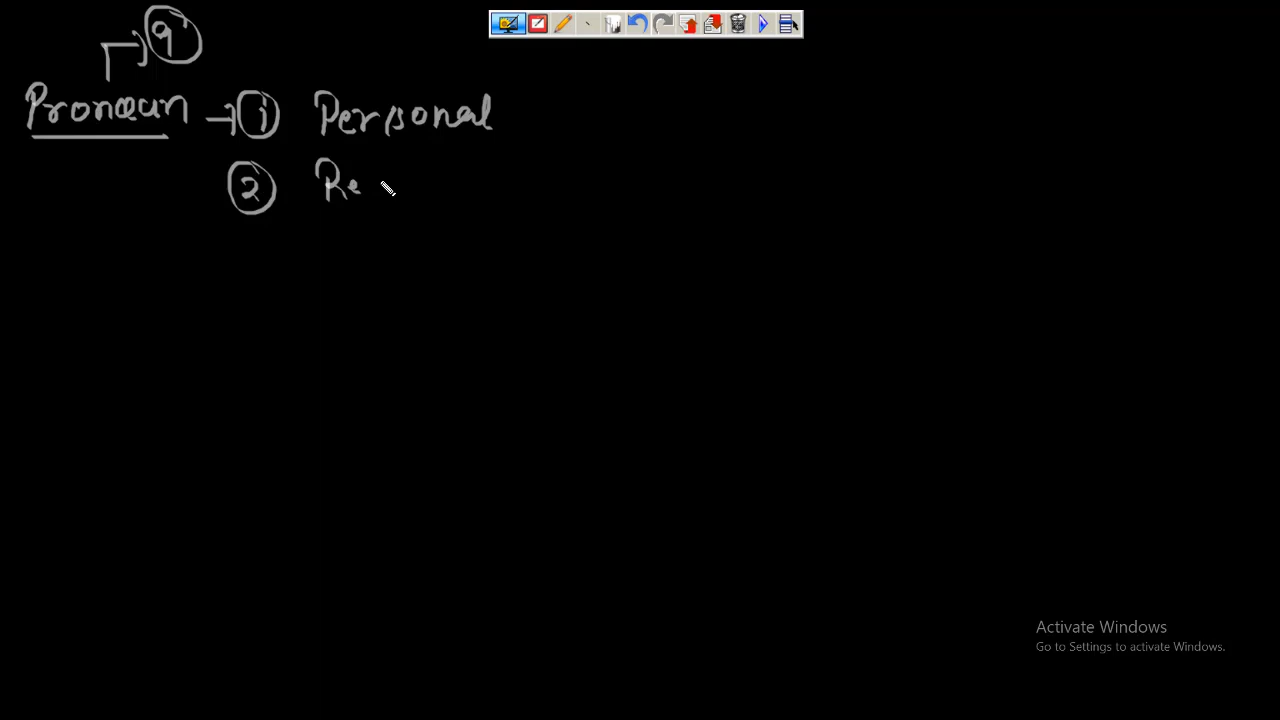 9
Pronoun → 1 Personal
2 Re
Activate Windows
Go to Settings to activate Windows.